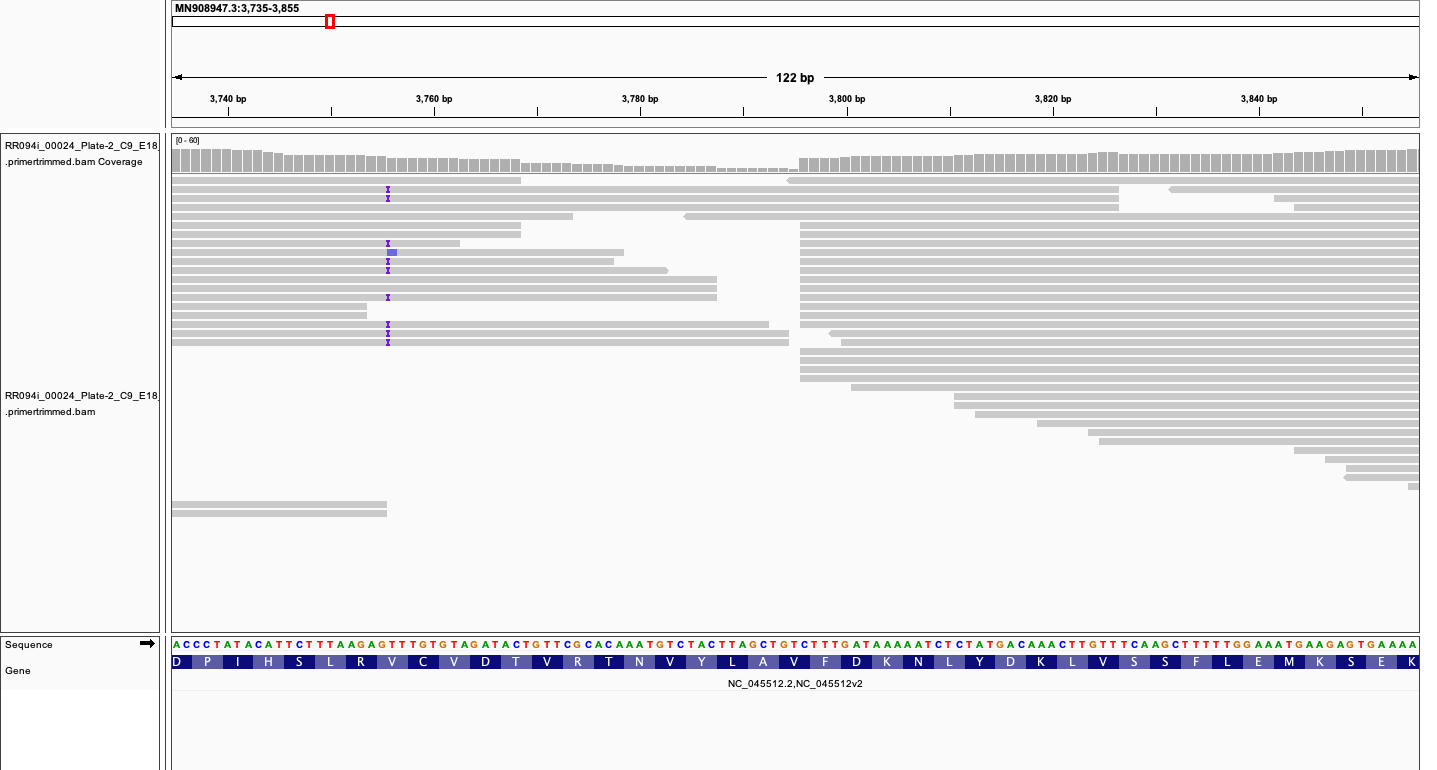 MN908947.3:3,735-3,855
122 bp
3,740 bp 3,760 bp 3,780 bp 3,800 bp 3,820 bp 3,840 bp
RR094i_00024_Plate-2_C9_E18_
.primertrimmed.bam Coverage
[0 - 60]
RR094i_00024_Plate-2_C9_E18_
.primertrimmed.bam
Sequence
ACCCTATACATTCTTTAAGAGTTTGTGTAGATACTGTTCGCACAAATGTCTACTTAGCTGTCTTTGATAAAAATCTCTATGACAAACTTGTTTCAAGCTTTTTGGAAATGAAGAGTGAAAA
Gene
D P I H S L R V C V D T V R T N V Y L A V F D K N L Y D K L V S S F L E M K S E K
NC_045512.2,NC_045512v2